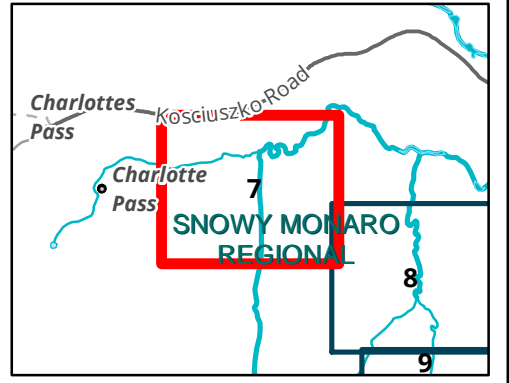 Kosciuszko Road
Charlottes
Pass
Charlotte
Pass
7
SNOWY MONARO
REGIONAL
8
9